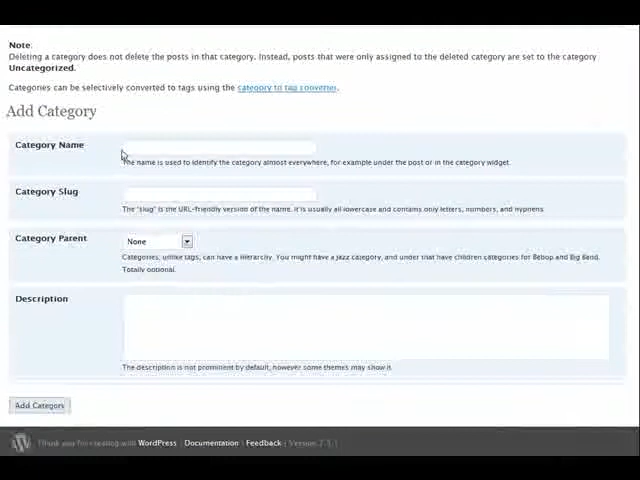 Note:
Deleting a category does not delete the posts in that category. Instead, posts that were only assigned to the deleted category are set to the category
Uncategorized.
Categories can be selectively converted to tags using the category to tag converter.
Add Category
Category Name
The name is used to identify the category almost everywhere, for example under the post or in the category widget.
Category Slug
The "slug" is the URL-friendly version of the name. It is usually all lowercase and contains only letters, numbers, and hyphens.
Category Parent
None
Categories, unlike tags, can have a hierarchy. You might have a Jazz category, and under that have children categories for Bebop and Big Band.
Totally optional.
Description
The description is not prominent by default, however some themes may show it.
Add Category
Thank you for creating with WordPress | Documentation | Feedback | Version